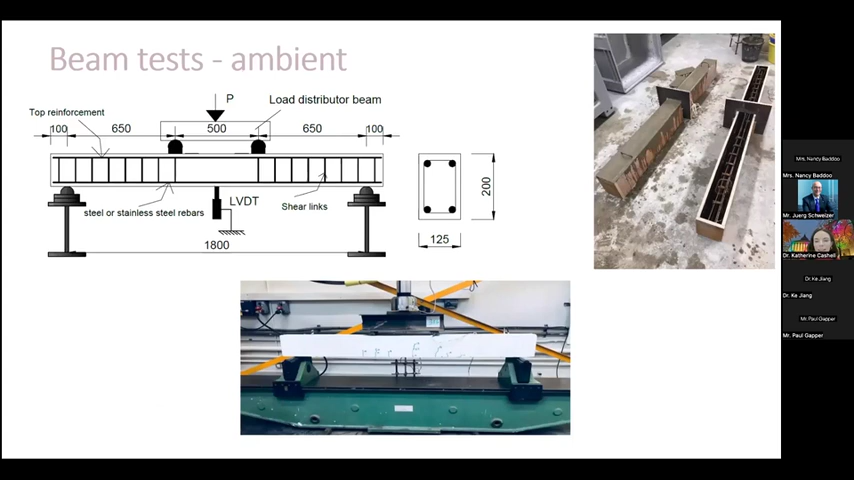 Beam tests - ambient
P
Load distributor beam
Top reinforcement
100
650
500
650
100
steel or stainless steel rebars
LVDT
Shear links
200
125
1800
Mrs. Nancy Baddoo
Mrs. Nancy Baddoo
Mr. Juerg Schweizer
Dr. Katherine Cashell
Dr. Ke Jiang
Dr. Ke Jiang
Mr. Paul Gapper
Mr. Paul Gapper